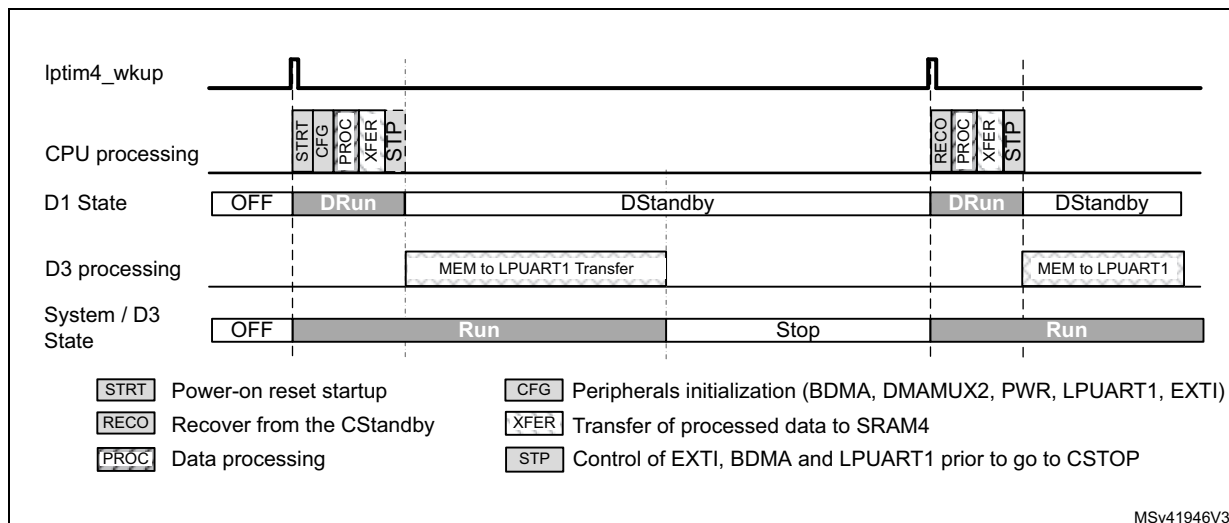 lptim4_wkup
STRT CFG PROC XFER STP RECO PROC XFER STP
CPU processing
D1 State OFF DRun DStandby DRun DStandby
D3 processing MEM to LPUART1 Transfer MEM to LPUART1
System / D3
State OFF Run Stop Run
STRT Power-on reset startup CFG Peripherals initialization (BDMA, DMAMUX2, PWR, LPUART1, EXTI)
RECO Recover from the CStandby XFER Transfer of processed data to SRAM4
PROC Data processing STP Control of EXTI, BDMA and LPUART1 prior to go to CSTOP
MSv41946V3